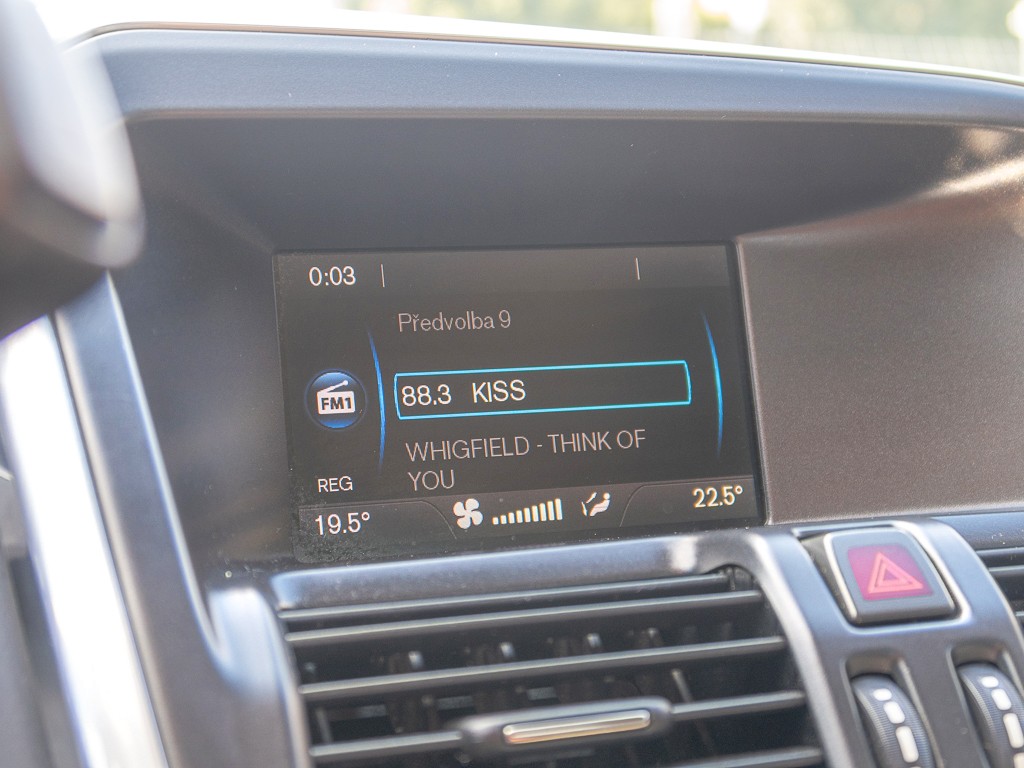 0:03
Předvolba 9
FM1
88.3 KISS
WHIGFIELD - THINK OF
YOU
REG
19.5°
22.5°